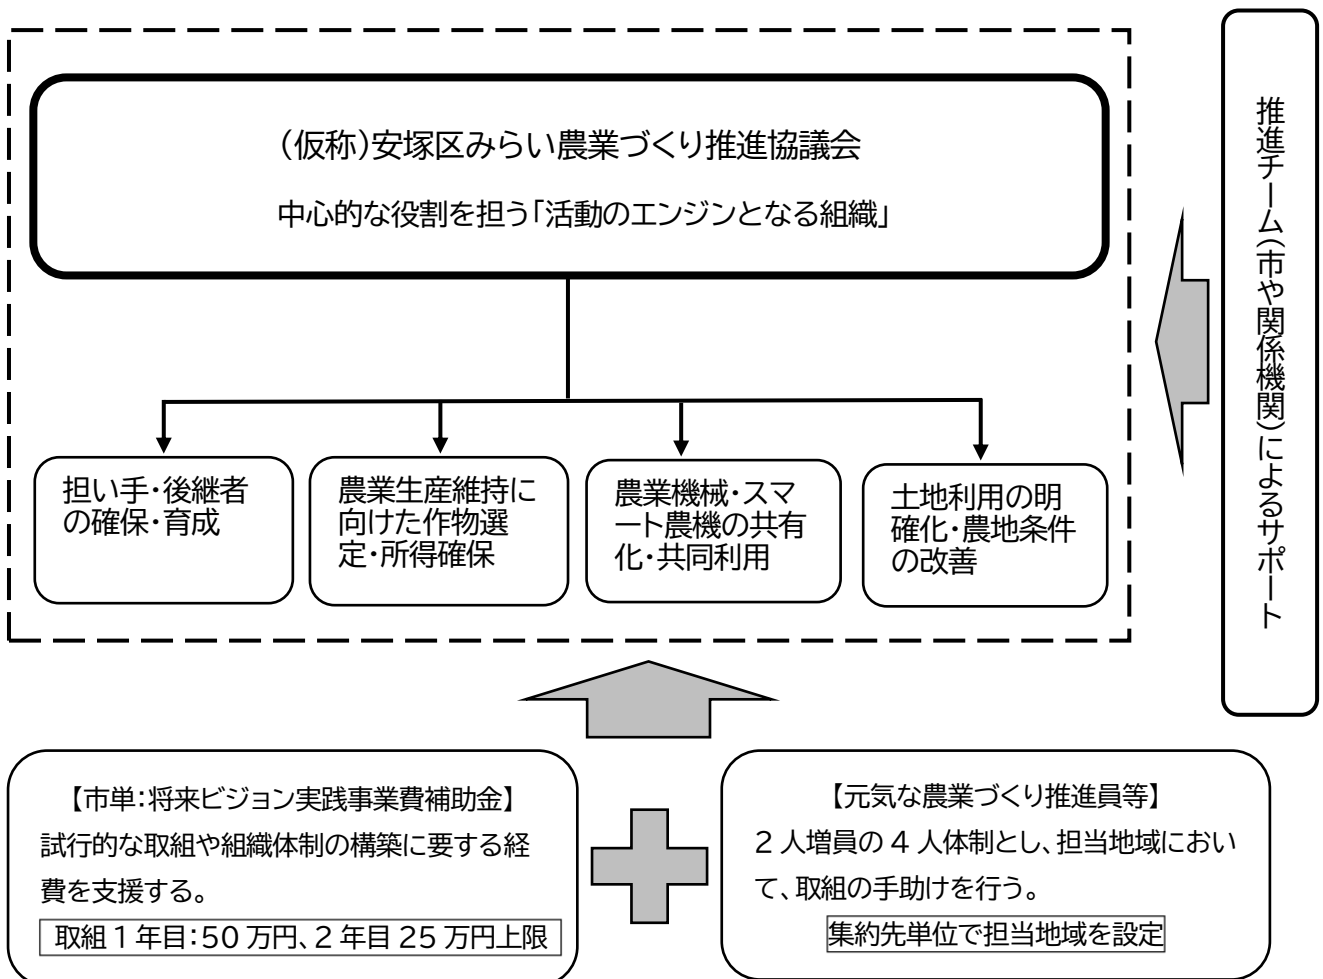 (仮称)安塚区みらい農業づくり推進協議会
中心的な役割を担う「活動のエンジンとなる組織」
担い手・後継者
の確保・育成
農業生産維持に
向けた作物選
定・所得確保
農業機械・スマ
ート農機の共有
化・共同利用
土地利用の明
確化・農地条件
の改善
推進チーム(市や関係機関)によるサポート
【市単:将来ビジョン実践事業費補助金】
試行的な取組や組織体制の構築に要する経
費を支援する。
取組1年目:50万円、2年目25万円上限
【元気な農業づくり推進員等】
2人増員の4人体制とし、担当地域におい
て、取組の手助けを行う。
集約先単位で担当地域を設定